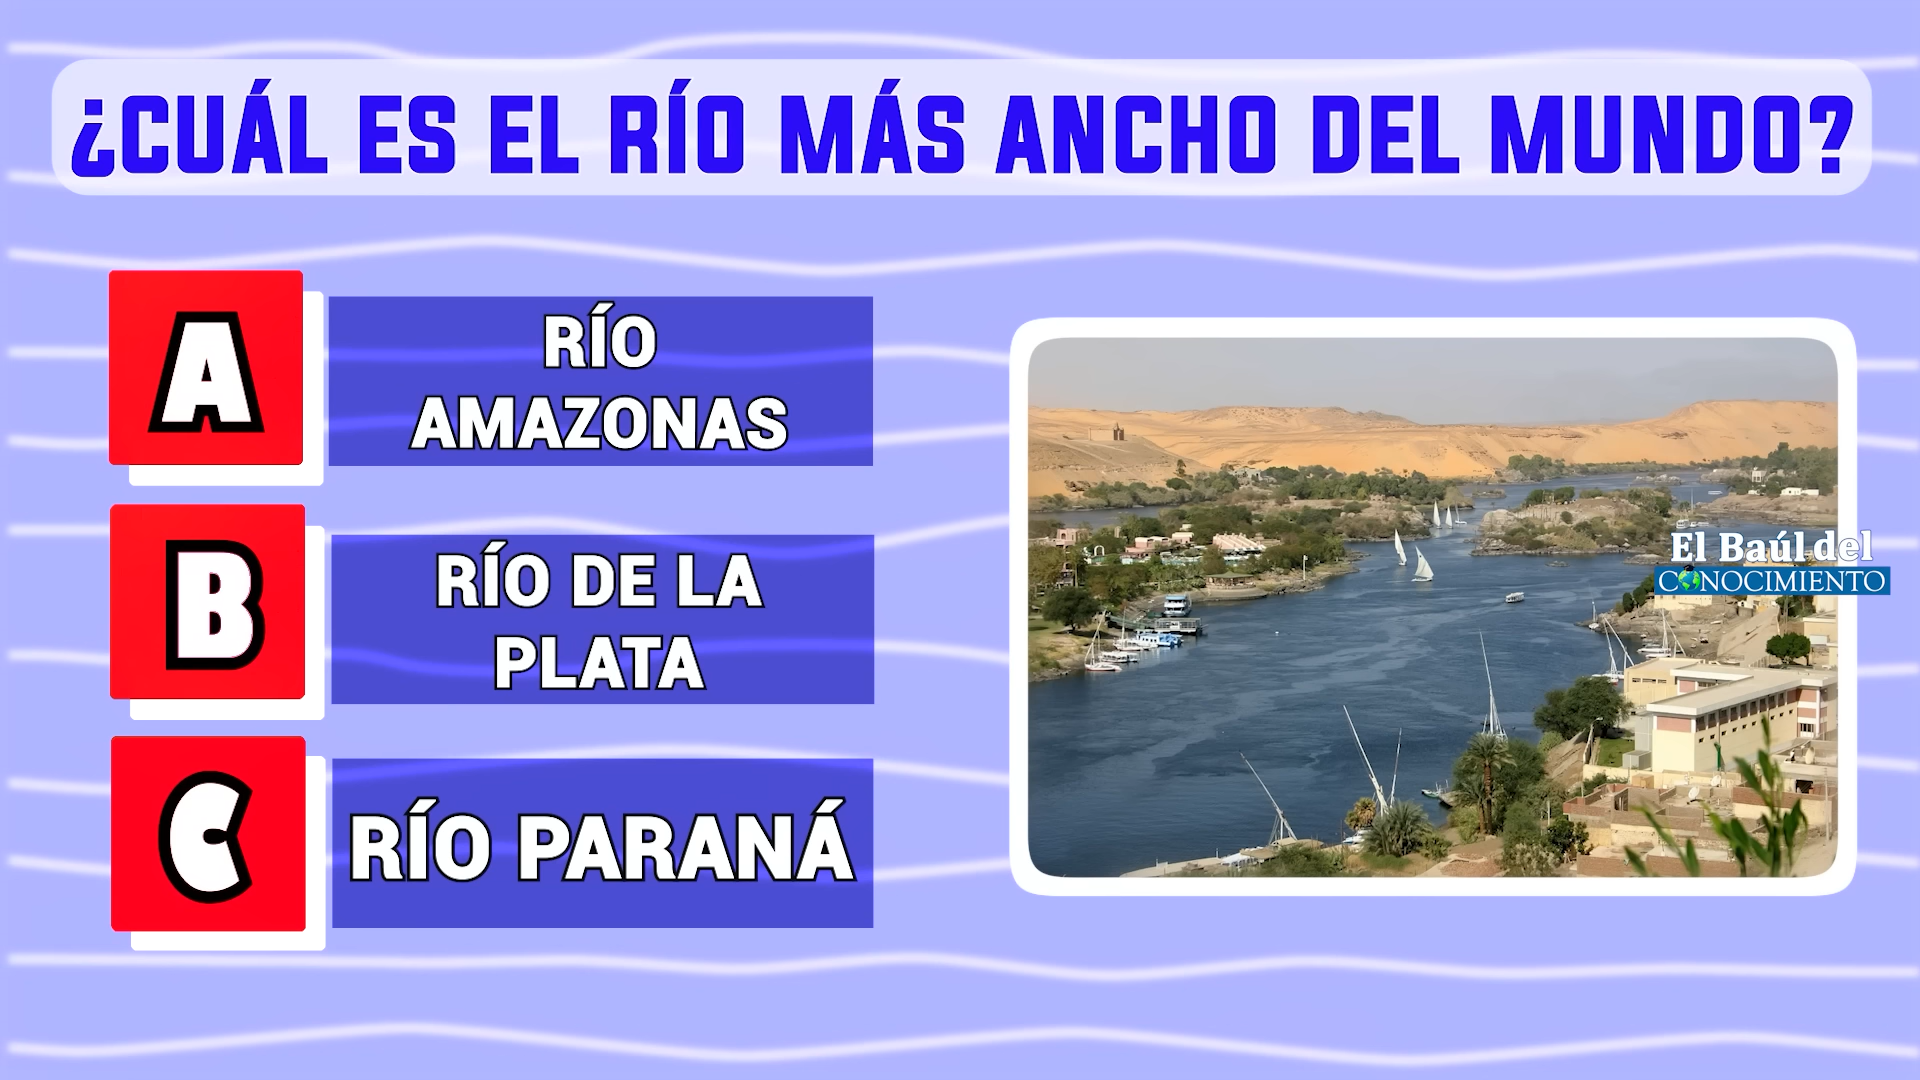 ¿CUÁL ES EL RÍO MÁS ANCHO DEL MUNDO?
A
RÍO
AMAZONAS
B
RÍO DE LA
PLATA
C
RÍO PARANÁ
El Baúl del
CONOCIMIENTO